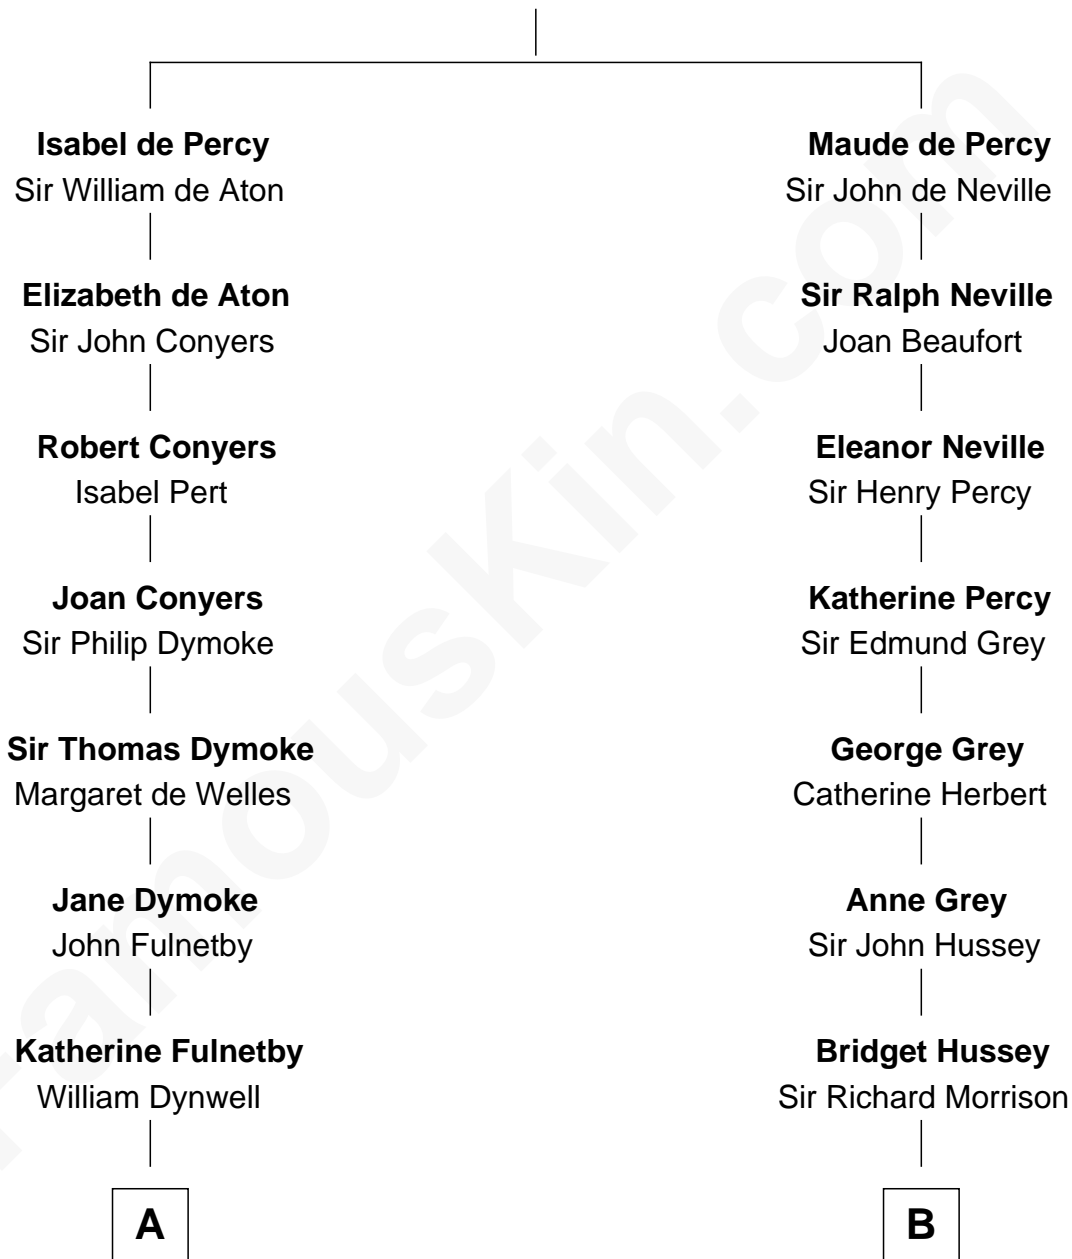 Isabel de Percy
Sir William de Aton
Elizabeth de Aton
Sir John Conyers
Robert Conyers
Isabel Pert
Joan Conyers
Sir Philip Dymoke
Sir Thomas Dymoke
Margaret de Welles
Jane Dymoke
John Fulnetby
Katherine Fulnetby
William Dynwell
A
Maude de Percy
Sir John de Neville
Sir Ralph Neville
Joan Beaufort
Eleanor Neville
Sir Henry Percy
Katherine Percy
Sir Edmund Grey
George Grey
Catherine Herbert
Anne Grey
Sir John Hussey
Bridget Hussey
Sir Richard Morrison
B
FamousKin.com